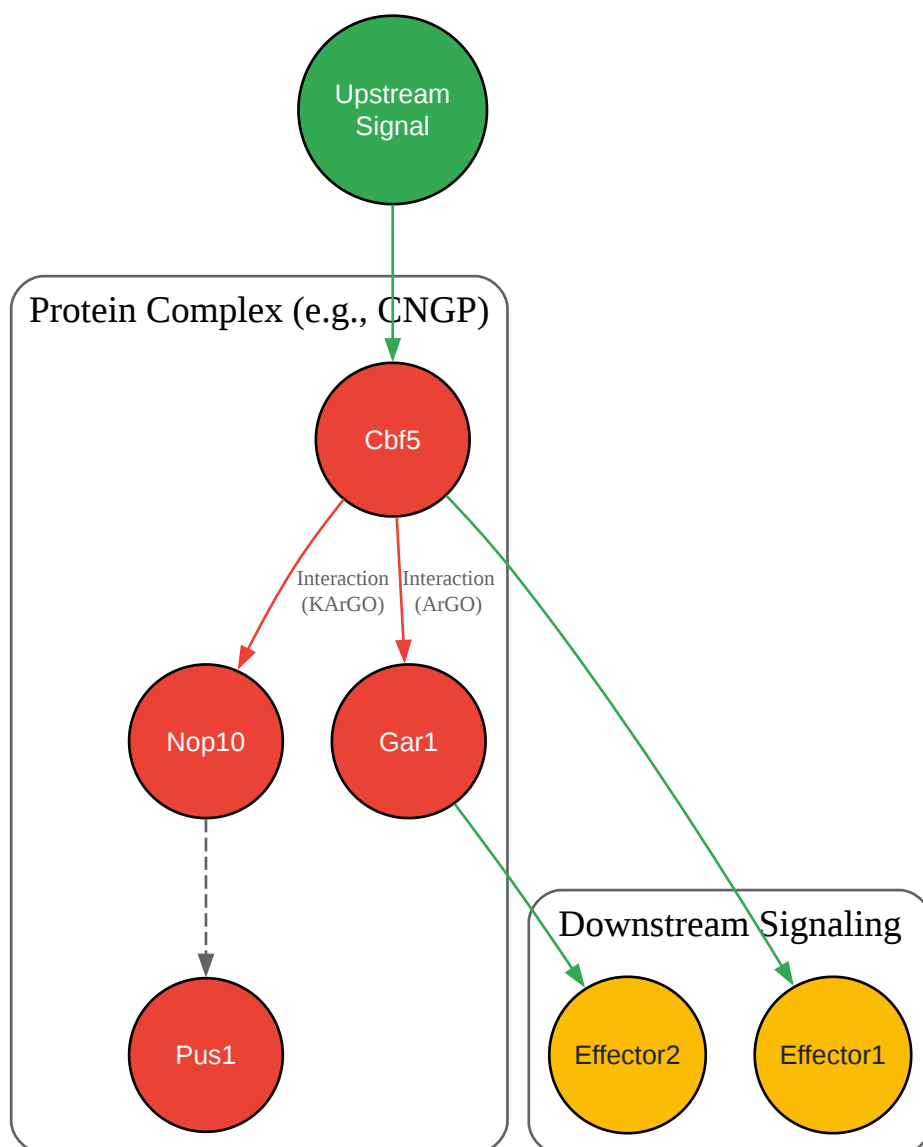 Upstream
Signal
Protein Complex (e.g., CNGP)
Cbf5
Interaction
(KArGO)
Interaction
(ArGO)
Nop10
Gar1
Downstream Signaling
Pus1
Effector2
Effector1